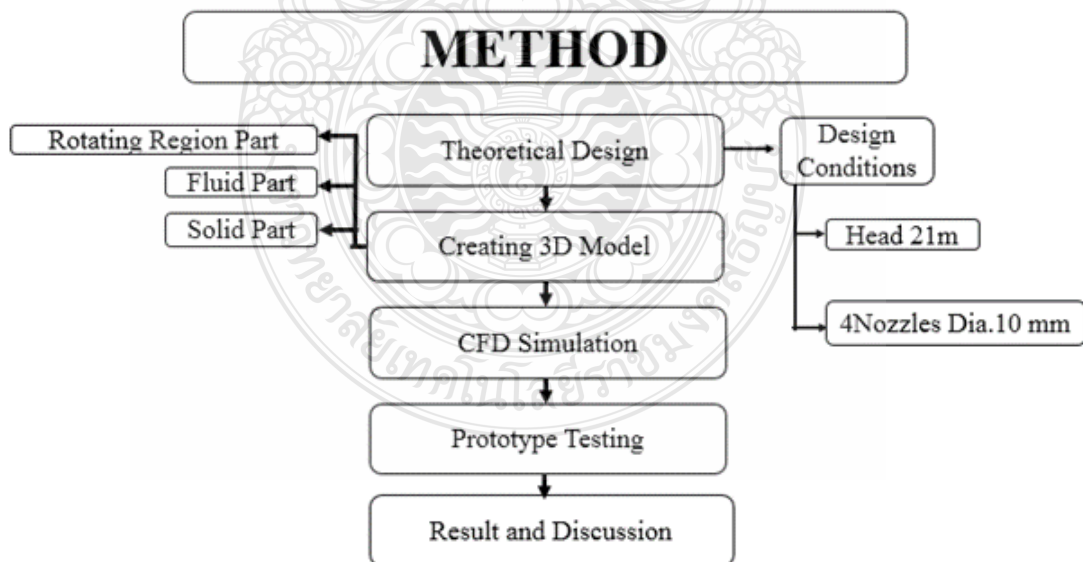 METHOD
Rotating Region Part
Fluid Part
Solid Part
Theoretical Design
Creating 3D Model
CFD Simulation
Prototype Testing
Result and Discussion
Design
Conditions
Head 21m
4Nozzles Dia.10 mm